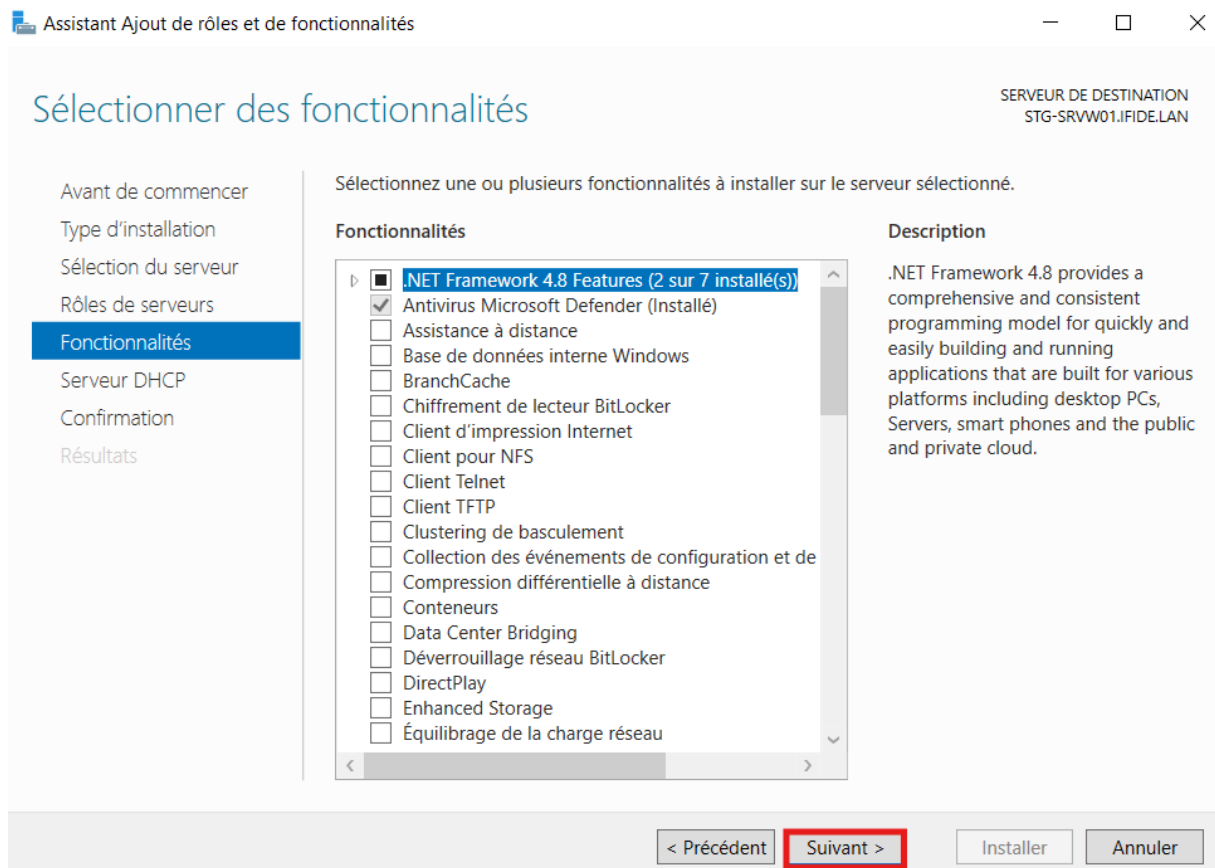 Assistant Ajout de rôles et de fonctionnalités
Sélectionner des fonctionnalités
SERVEUR DE DESTINATION
STG-SRVW01.IFIDE.LAN
Avant de commencer
Type d'installation
Sélection du serveur
Rôles de serveurs
Fonctionnalités
Serveur DHCP
Confirmation
Résultats
Sélectionnez une ou plusieurs fonctionnalités à installer sur le serveur sélectionné.
Fonctionnalités
.NET Framework 4.8 Features (2 sur 7 installé(s))
Antivirus Microsoft Defender (Installé)
Assistance à distance
Base de données interne Windows
BranchCache
Chiffrement de lecteur BitLocker
Client d'impression Internet
Client pour NFS
Client Telnet
Client TFTP
Clustering de basculement
Collection des événements de configuration et de
Compression différentielle à distance
Conteneurs
Data Center Bridging
Déverrouillage réseau BitLocker
DirectPlay
Enhanced Storage
Équilibrage de la charge réseau
Description
.NET Framework 4.8 provides a
comprehensive and consistent
programming model for quickly and
easily building and running
applications that are built for various
platforms including desktop PCs,
Servers, smart phones and the public
and private cloud.
< Précédent
Suivant >
Installer
Annuler